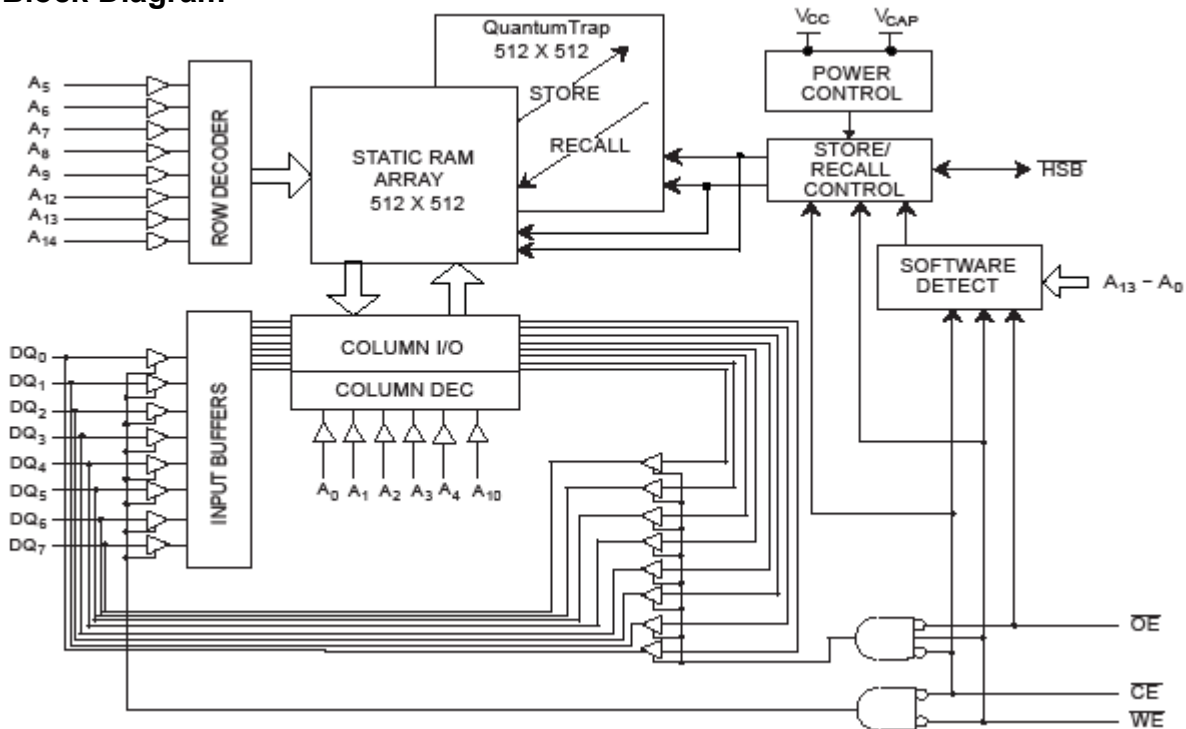 Block Diagram
QuantumTrap
512 X 512
STORE
RECALL
STATIC RAM
ARRAY
512 X 512
VCC
VCAP
POWER
CONTROL
STORE/
RECALL
CONTROL
HSB
SOFTWARE
DETECT
A13 – A0
A5
A6
A7
A8
A9
A12
A13
A14
ROW DECODER
COLUMN I/O
COLUMN DEC
A0
A1
A2
A3
A4
A10
DQ0
DQ1
DQ2
DQ3
DQ4
DQ5
DQ6
DQ7
INPUT BUFFERS
OE
CE
WE